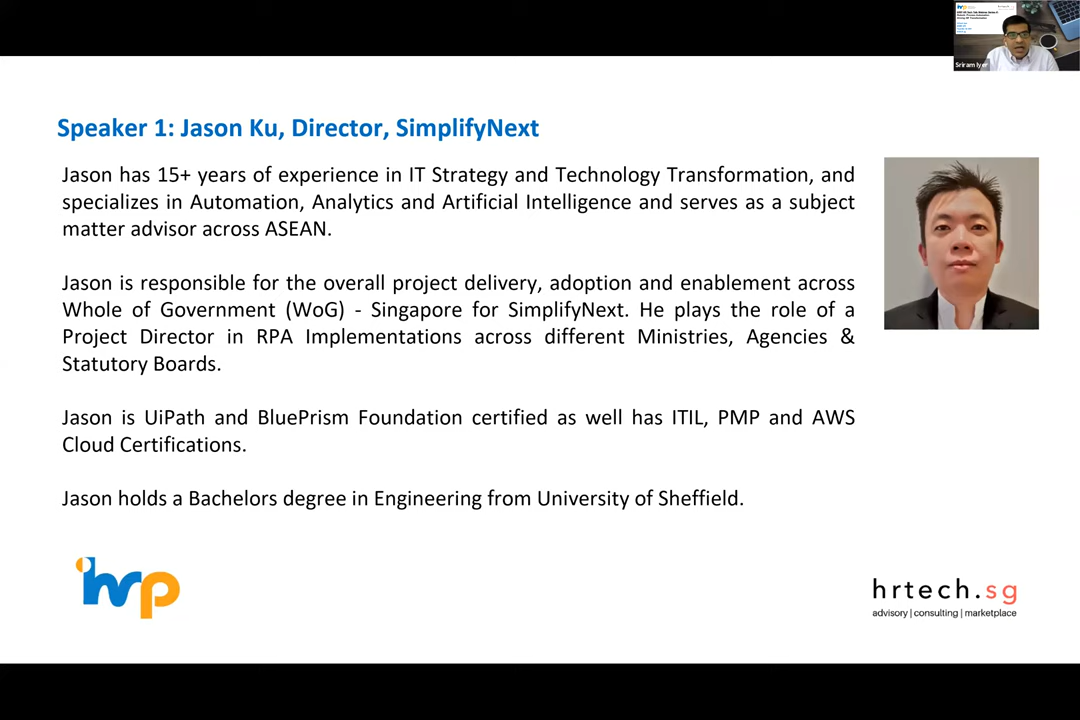 Sriram Iyer
Speaker 1: Jason Ku, Director, SimplifyNext
Jason has 15+ years of experience in IT Strategy and Technology Transformation, and
specializes in Automation, Analytics and Artificial Intelligence and serves as a subject
matter advisor across ASEAN.
Jason is responsible for the overall project delivery, adoption and enablement across
Whole of Government (WoG) - Singapore for SimplifyNext. He plays the role of a
Project Director in RPA Implementations across different Ministries, Agencies &
Statutory Boards.
Jason is UiPath and BluePrism Foundation certified as well has ITIL, PMP and AWS
Cloud Certifications.
Jason holds a Bachelors degree in Engineering from University of Sheffield.
ihrp
hrtech.sg
advisory | consulting | marketplace